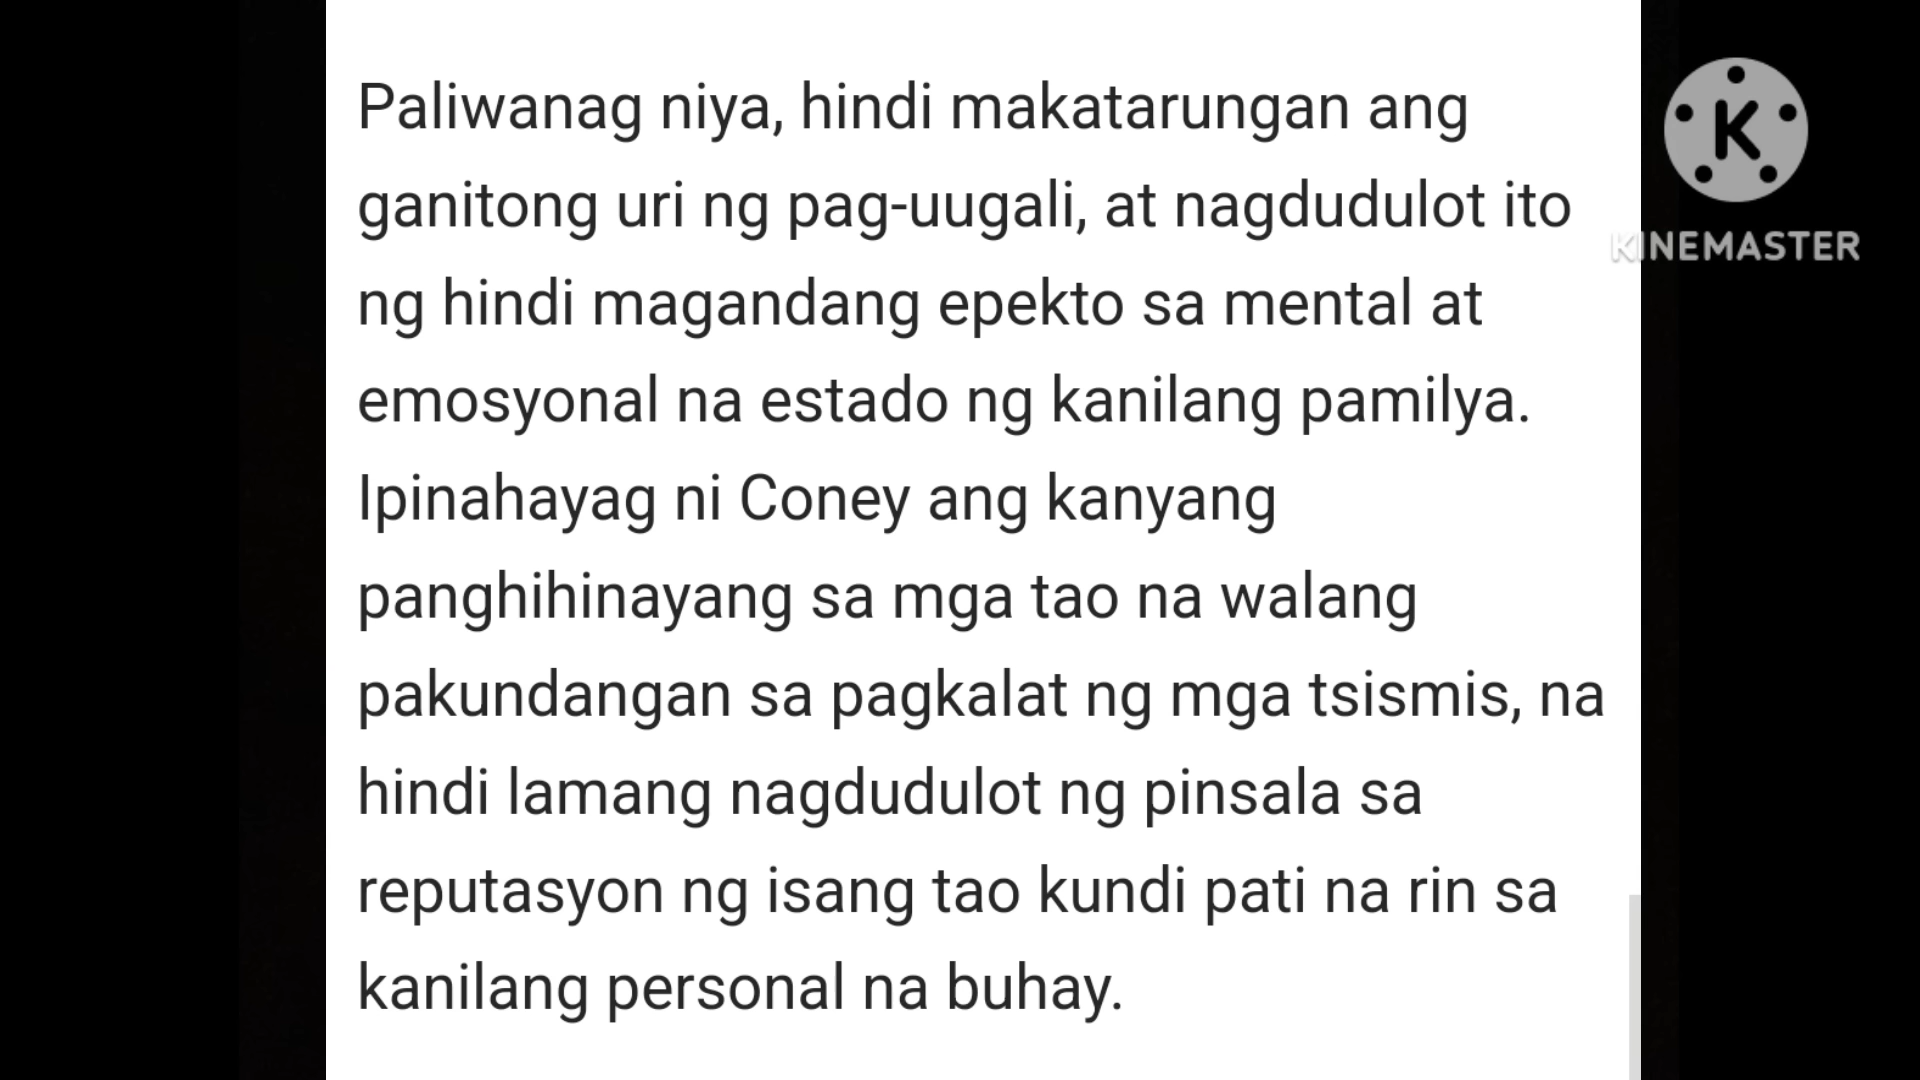 Paliwanag niya, hindi makatarungan ang
ganitong uri ng pag-uugali, at nagdudulot ito
ng hindi magandang epekto sa mental at
emosyonal na estado ng kanilang pamilya.
Ipinahayag ni Coney ang kanyang
panghihinayang sa mga tao na walang
pakundangan sa pagkalat ng mga tsismis, na
hindi lamang nagdudulot ng pinsala sa
reputasyon ng isang tao kundi pati na rin sa
kanilang personal na buhay.
K
KINEMASTER